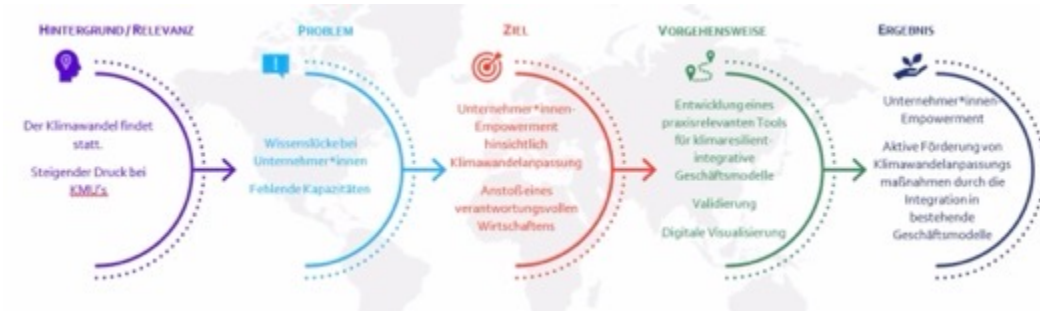 HINTERGRUND/RELEVANZ
Der Klimawandel findet
statt.
Steigender Druck bei
KMU's.
PROBLEM
Wissenslücke bei
Unternehmer*innen
Fehlende Kapazitäten
ZIEL
Unternehmer*innen-
Empowerment
hinsichtlich
Klimawandelanpassung
Anstoß eines
verantwortungsvollen
Wirtschaftens
VORGEHENSWEISE
Entwicklung eines
praxisrelevanten Tools
für klimaresilient-
integrative
Geschäftsmodelle
Validierung
Digitale Visualisierung
ERGEBNIS
Unternehmer*innen-
Empowerment
Aktive Förderung von
Klimawandelanpassungs
maßnahmen durch die
Integration in
bestehende
Geschäftsmodelle